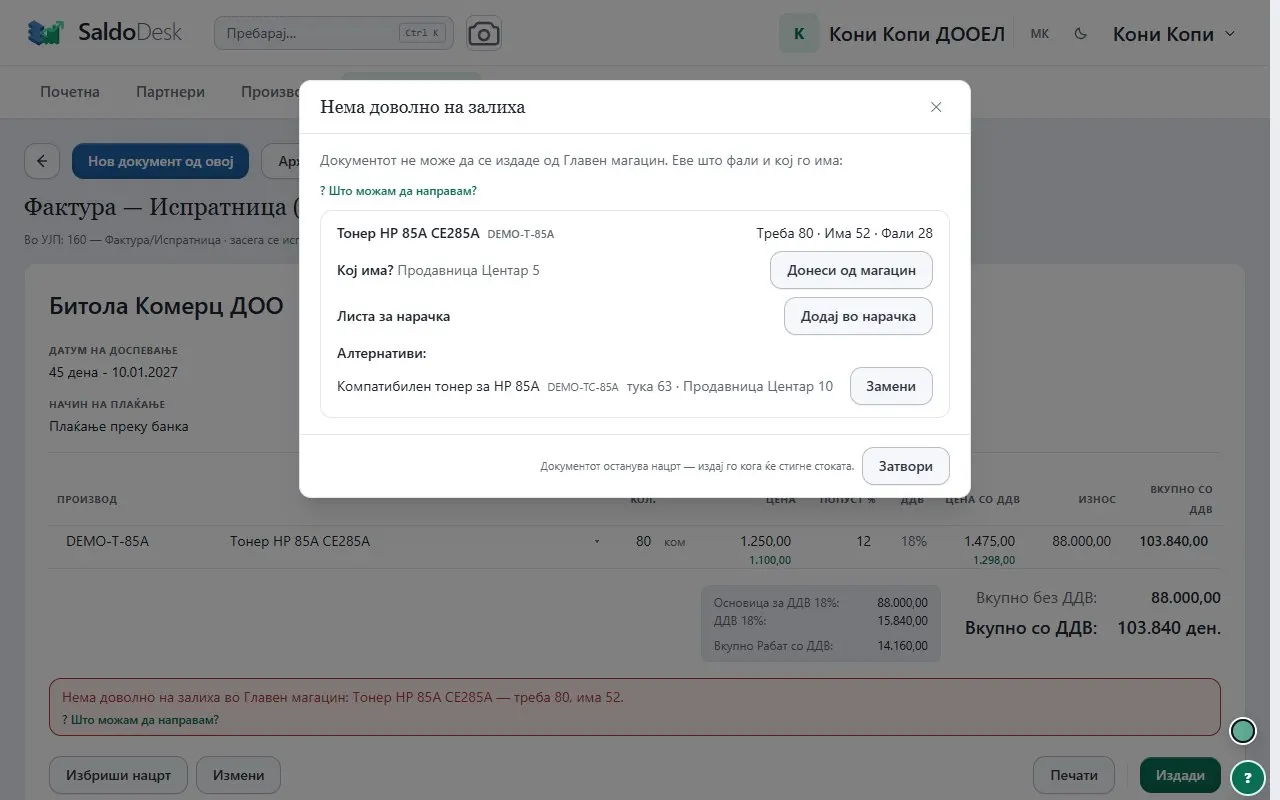 SaldoDesk
Пребарај...
Ctrl K
K
Кони Копи ДООЕЛ
МК
Кони Копи
Почетна
Партнери
Нема доволно на залиха
Документот не може да се издаде од Главен магацин. Еве што фали и кој го има:
? Што можам да направам?
Тонер HP 85A CE285A DEMO-T-85A
Треба 80 · Има 52 · Фали 28
Кој има? Продавница Центар 5
Донеси од магацин
Листа за нарачка
Додај во нарачка
Алтернативи:
Компатибилен тонер за HP 85A DEMO-TC-85A тука 63 · Продавница Центар 10
Замени
Документот останува нацрт — издај го кога ќе стигне стоката.
Затвори
Нов документ од овој
Фактура — Испратница (
Во УЈП: 160 — Фактура/Испратница · засега се
Битола Комерц ДОО
ДАТУМ НА ДОСПЕВАЊЕ
45 дена - 10.01.2027
НАЧИН НА ПЛАЌАЊЕ
Плаќање преку банка
ПРОИЗВОД
КОЛ.
ЦЕНА
ПОПУСТ %
ДДВ
ЦЕНА СО ДДВ
ИЗНОС
ВКУПНО СО
ДДВ
DEMO-T-85A
Тонер HP 85A CE285A
80 ком
1.250,00
1.100,00
12
18%
1.475,00
1.298,00
88.000,00
103.840,00
Основица за ДДВ 18%: 88.000,00
ДДВ 18%: 15.840,00
Вкупно Рабат со ДДВ: 14.160,00
Вкупно без ДДВ: 88.000,00
Вкупно со ДДВ: 103.840 ден.
Нема доволно на залиха во Главен магацин: Тонер HP 85A CE285A — треба 80, има 52.
? Што можам да направам?
Избриши нацрт
Измени
Печати
Издади
?